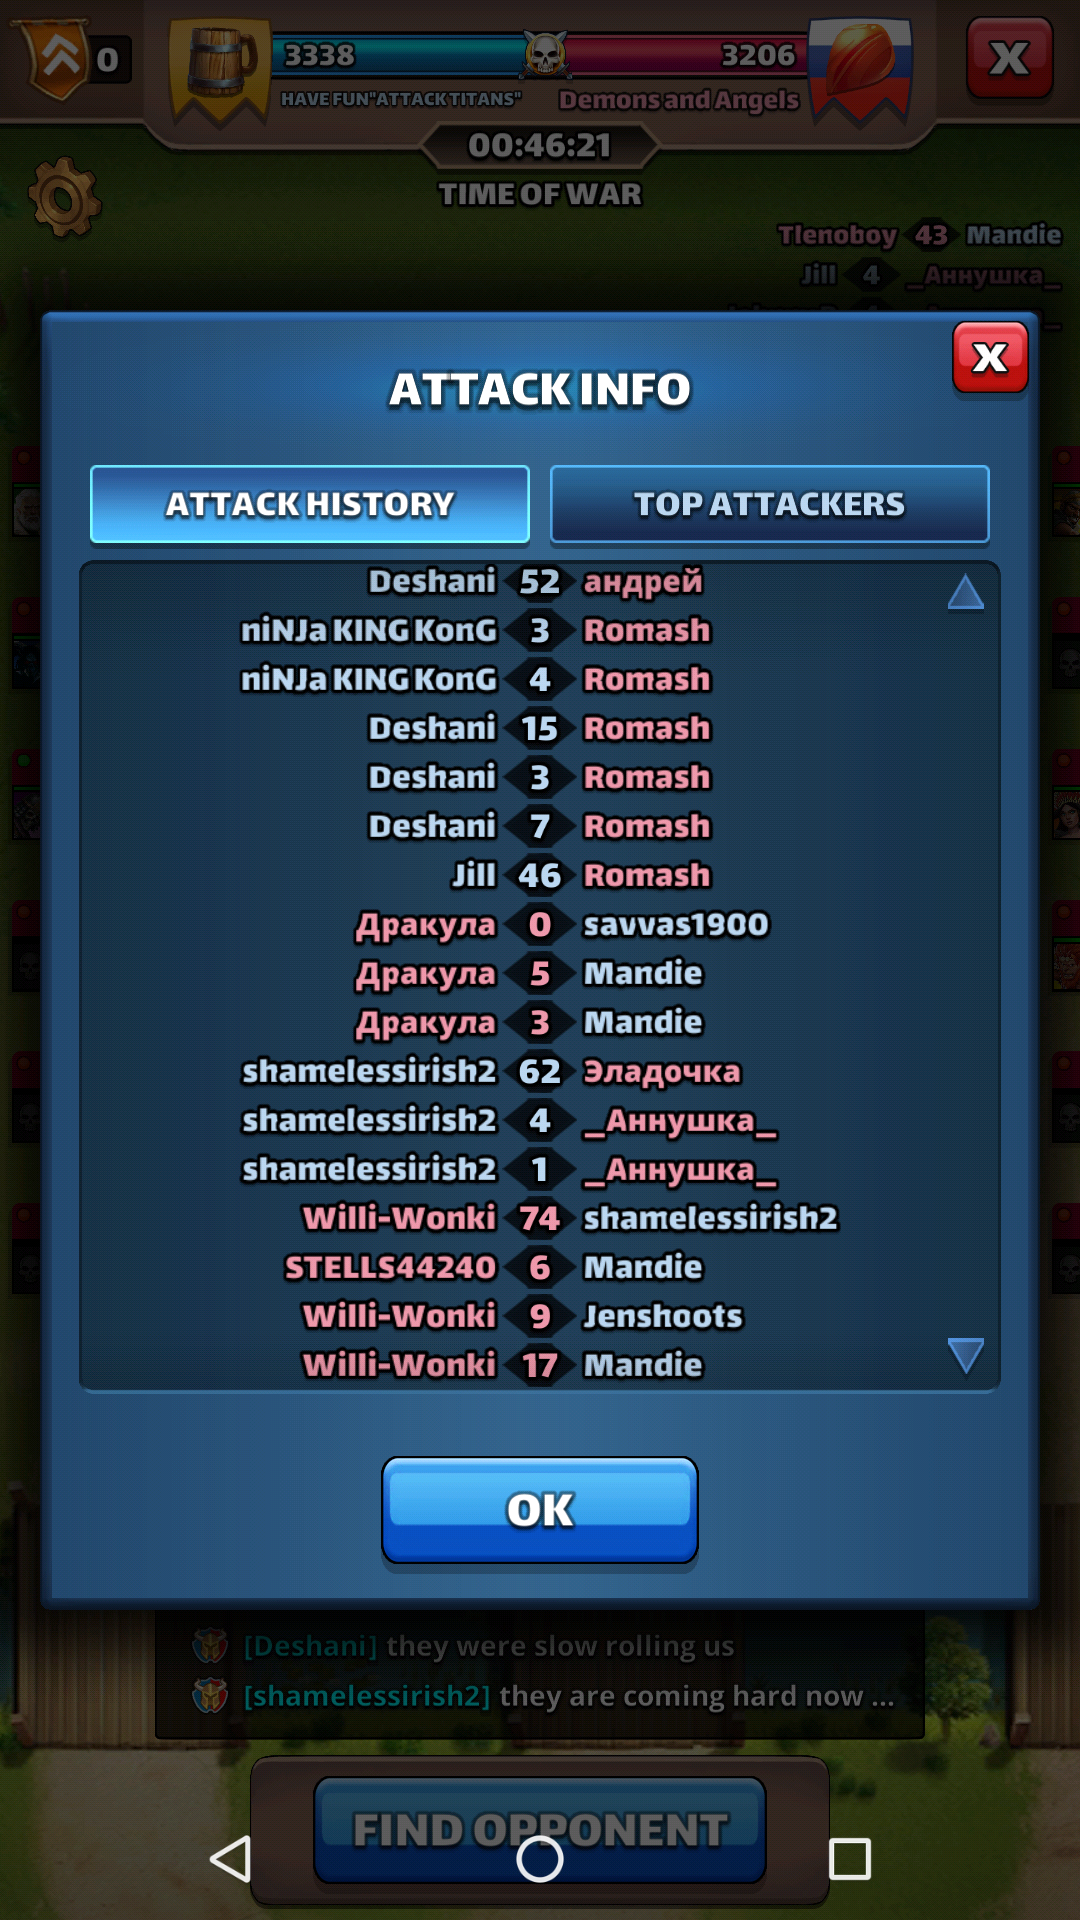 0
3338
3206
X
HAVE FUN"ATTACK TITANS"
Demons and Angels
00:46:21
TIME OF WAR
Tlenoboy 43 Mandie
Jill 4 _Аннушка_
ATTACK INFO
X
ATTACK HISTORY
TOP ATTACKERS
Deshani 52 андрей
niNJa KING KonG 3 Romash
niNJa KING KonG 4 Romash
Deshani 15 Romash
Deshani 3 Romash
Deshani 7 Romash
Jill 46 Romash
Дракула 0 savvas1900
Дракула 5 Mandie
Дракула 3 Mandie
shamelessirish2 62 Эладочка
shamelessirish2 4 _Аннушка_
shamelessirish2 1 _Аннушка_
Willi-Wonki 74 shamelessirish2
STELLS44240 6 Mandie
Willi-Wonki 9 Jenshoots
Willi-Wonki 17 Mandie
OK
[Deshani] they were slow rolling us
[shamelessirish2] they are coming hard now ...
FIND OPPONENT